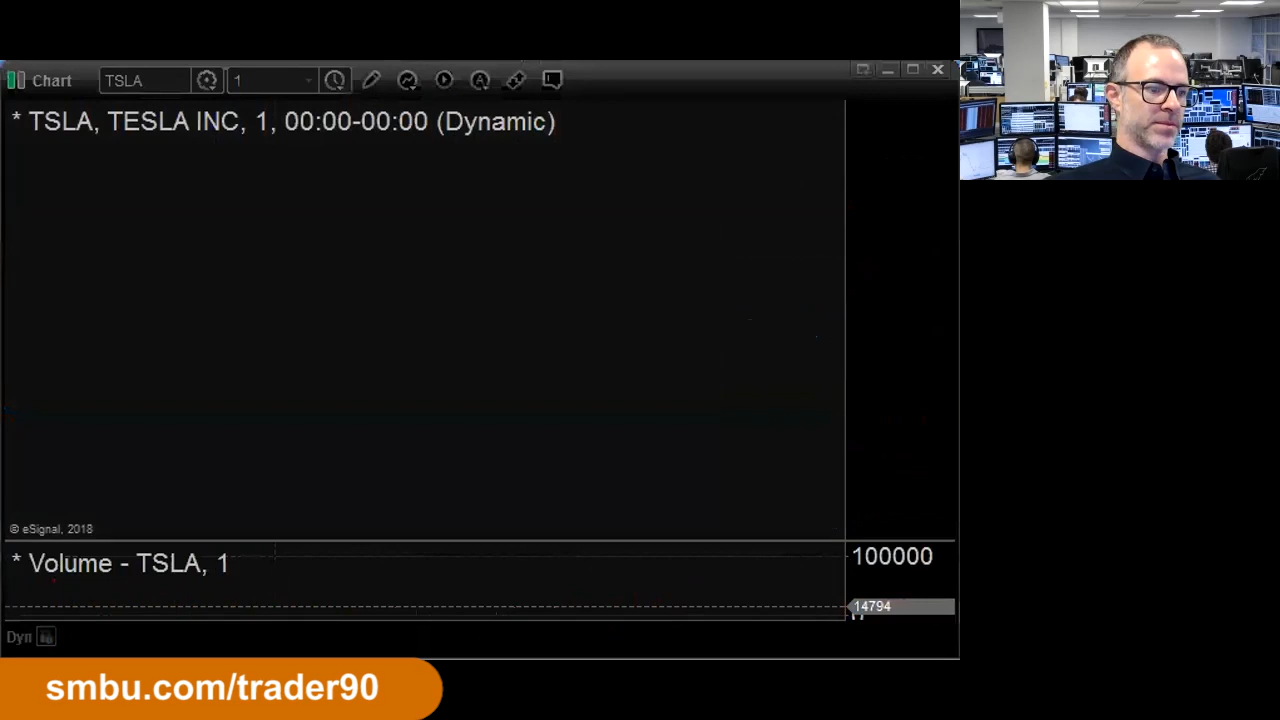 Chart TSLA 1
* TSLA, TESLA INC, 1, 00:00-00:00 (Dynamic)
© eSignal, 2018
* Volume - TSLA, 1
100000
14794
Dyn
smbu.com/trader90